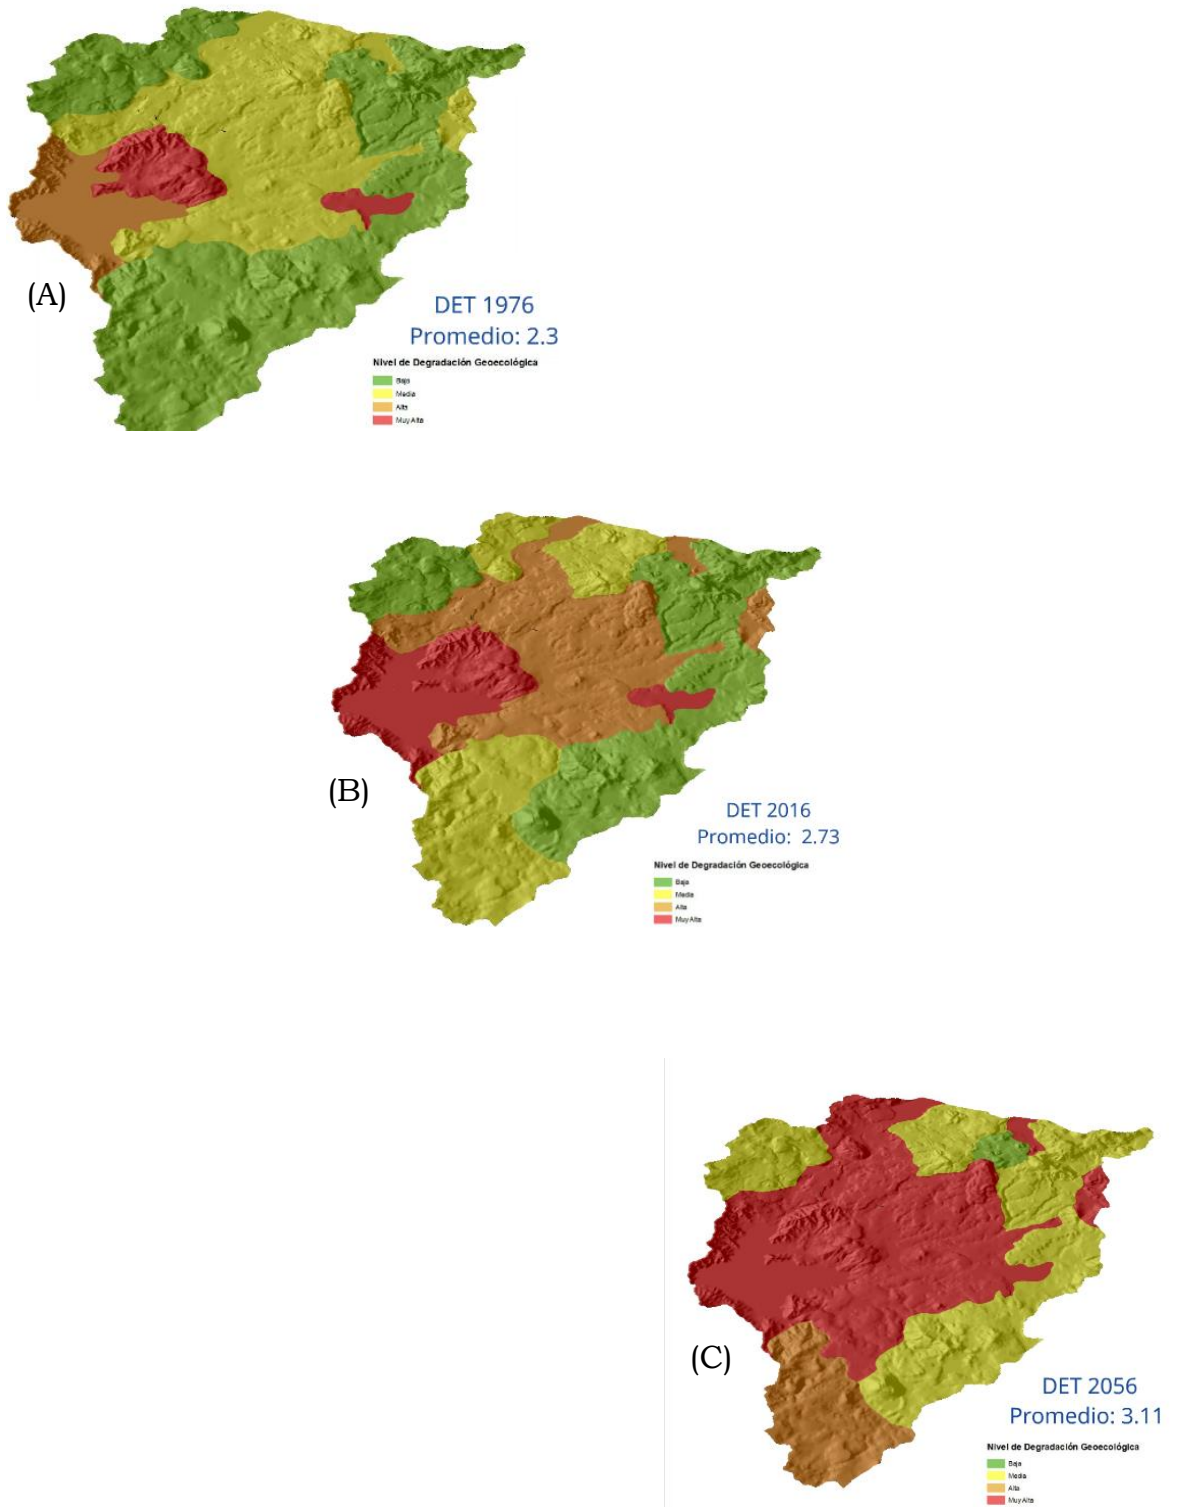 (A)
DET 1976
Promedio: 2.3
Nivel de Degradación Geoecológica
Baja
Media
Alta
Muy Alta
(B)
DET 2016
Promedio: 2.73
Nivel de Degradación Geoecológica
Baja
Media
Alta
Muy Alta
(C)
DET 2056
Promedio: 3.11
Nivel de Degradación Geoecológica
Baja
Media
Alta
Muy Alta